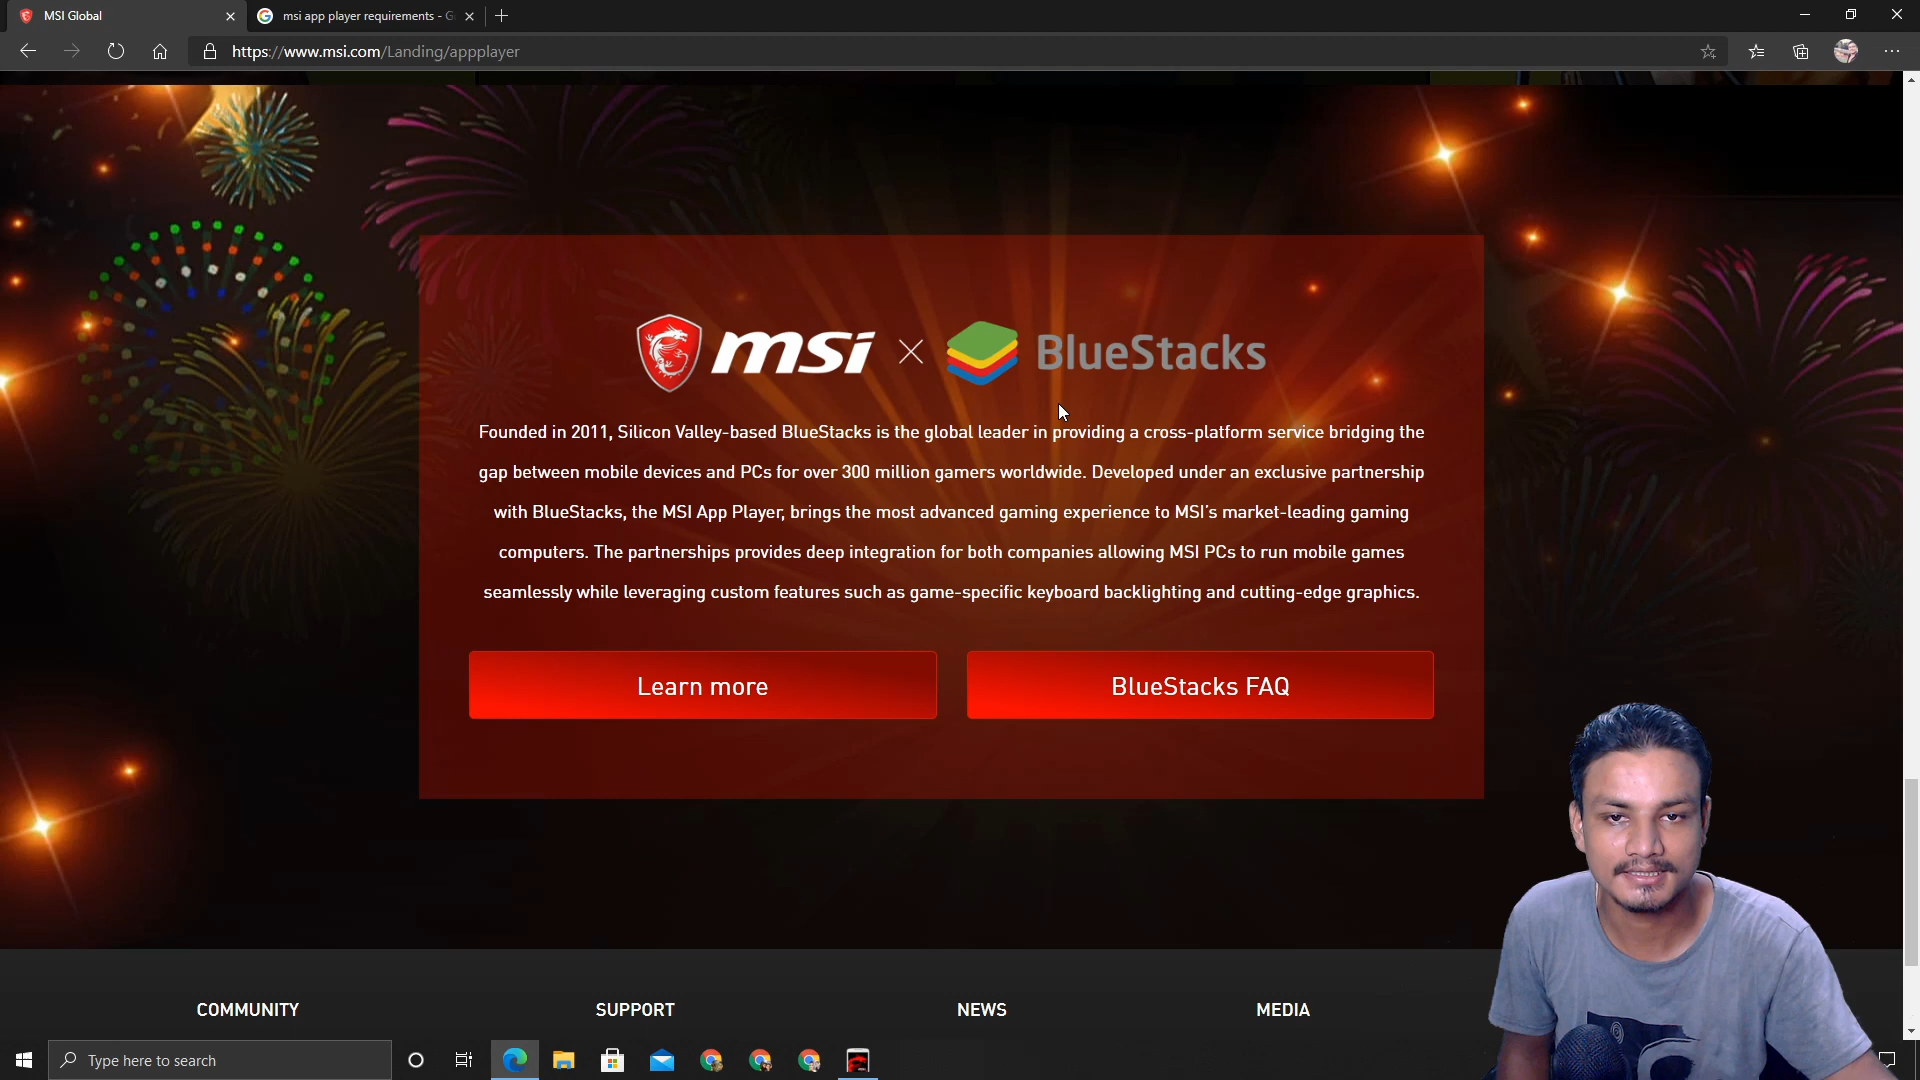 MSI Global
msi app player requirements - G
https://www.msi.com/Landing/appplayer
msi
BlueStacks
Founded in 2011, Silicon Valley-based BlueStacks is the global leader in providing a cross-platform service bridging the
gap between mobile devices and PCs for over 300 million gamers worldwide. Developed under an exclusive partnership
with BlueStacks, the MSI App Player, brings the most advanced gaming experience to MSI's market-leading gaming
computers. The partnerships provides deep integration for both companies allowing MSI PCs to run mobile games
seamlessly while leveraging custom features such as game-specific keyboard backlighting and cutting-edge graphics.
Learn more
BlueStacks FAQ
COMMUNITY
SUPPORT
NEWS
MEDIA
Type here to search